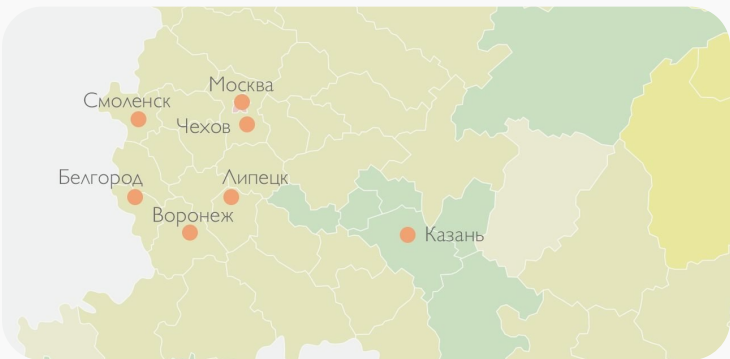 Москва
Смоленск
Чехов
Белгород
Липецк
Воронеж
Казань